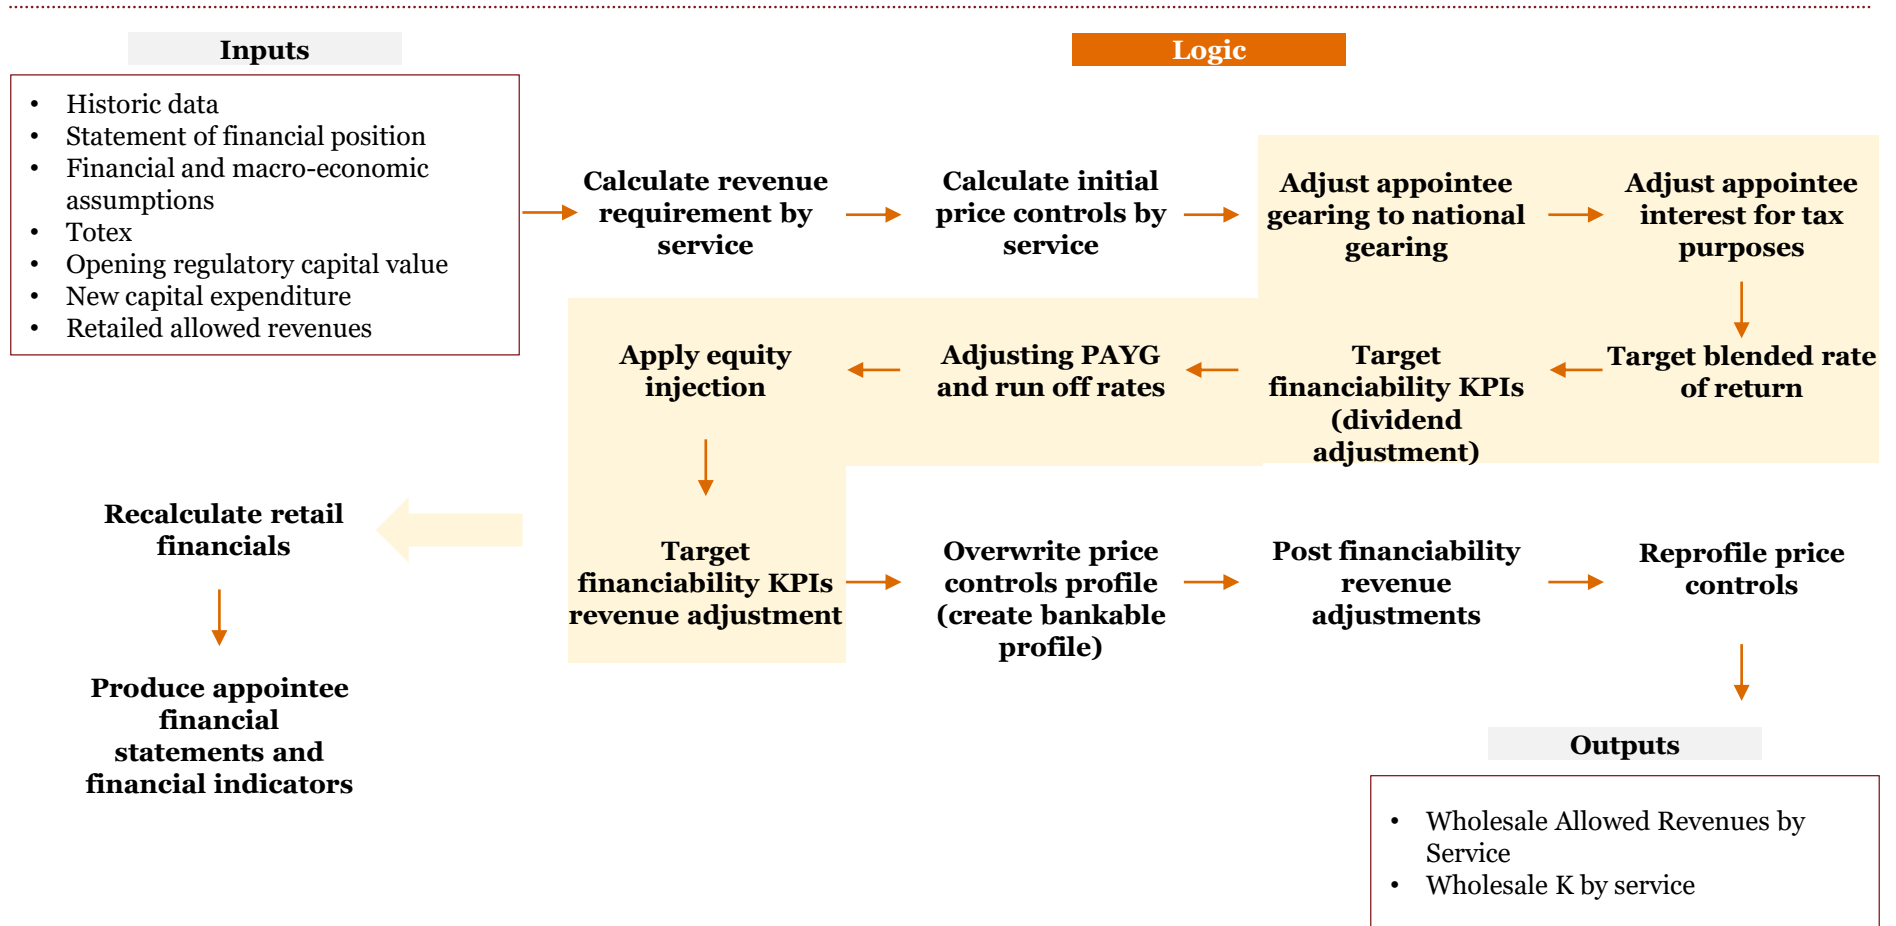 Inputs
Logic
• Historic data
• Statement of financial position
• Financial and macro-economic
assumptions
• Totex
• Opening regulatory capital value
• New capital expenditure
• Retailed allowed revenues
Calculate revenue
requirement by
service
Calculate initial
price controls by
service
Adjust appointee
gearing to national
gearing
Adjust appointee
interest for tax
purposes
Target blended rate
of return
Target
financiability KPIs
(dividend
adjustment)
Adjusting PAYG
and run off rates
Apply equity
injection
Target
financiability KPIs
revenue adjustment
Overwrite price
controls profile
(create bankable
profile)
Post financiability
revenue
adjustments
Reprofile price
controls
Recalculate retail
financials
Produce appointee
financial
statements and
financial indicators
Outputs
• Wholesale Allowed Revenues by
Service
• Wholesale K by service